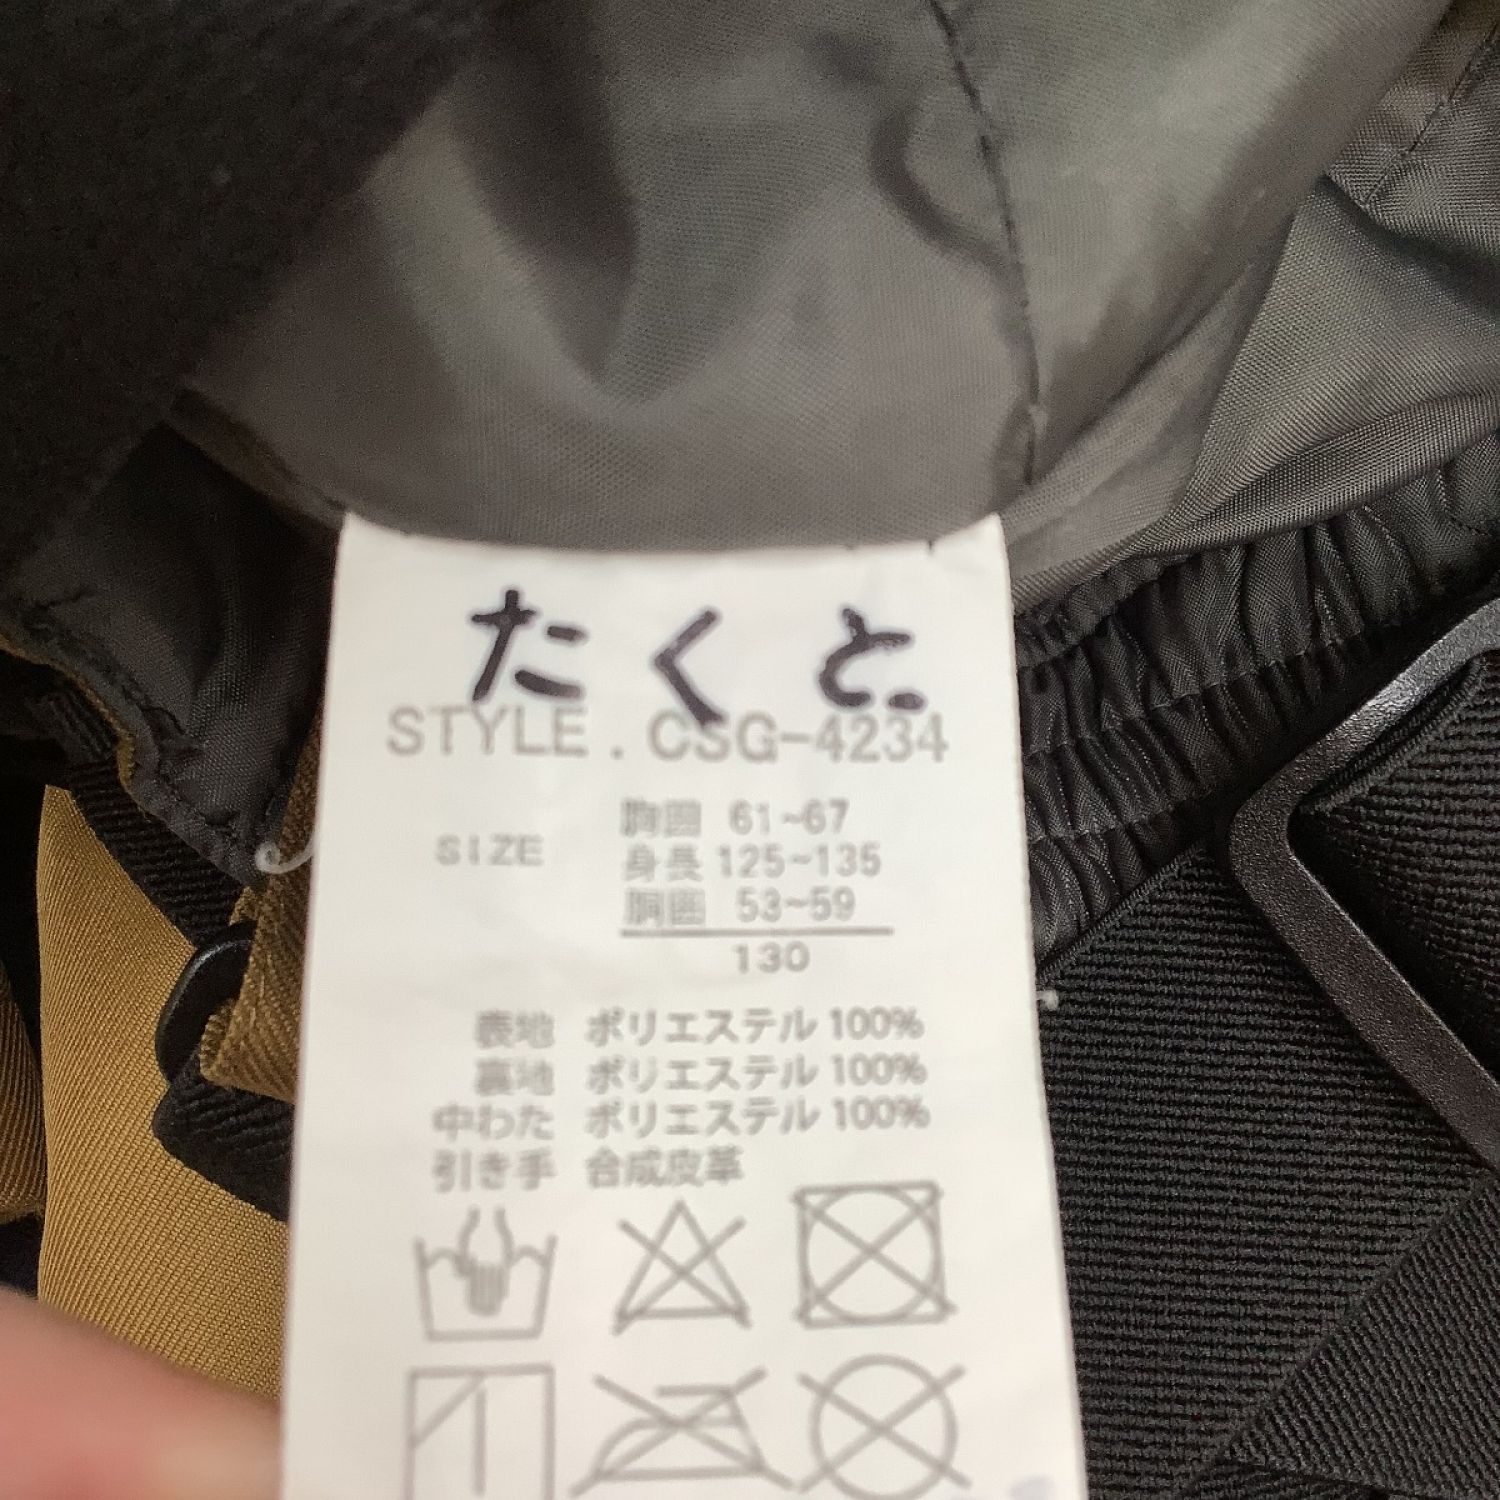 たくと.
STYLE. CSG-4234
SIZE
胸囲 61~67
身長 125~135
胴囲 53~59
130
表地 ポリエステル 100%
裏地 ポリエステル 100%
中わた ポリエステル 100%
引き手 合成皮革